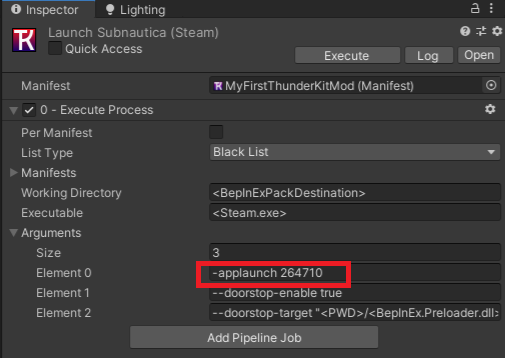 Inspector Lighting
Launch Subnautica (Steam)
Quick Access
Execute Log Open
Manifest MyFirstThunderKitMod (Manifest)
0 - Execute Process
Per Manifest
List Type Black List
Manifests
Working Directory <BepInExPackDestination>
Executable <Steam.exe>
Arguments
Size 3
Element 0 -applaunch 264710
Element 1 --doorstop-enable true
Element 2 --doorstop-target "<PWD>/<BepInEx.Preloader.dll>
Add Pipeline Job